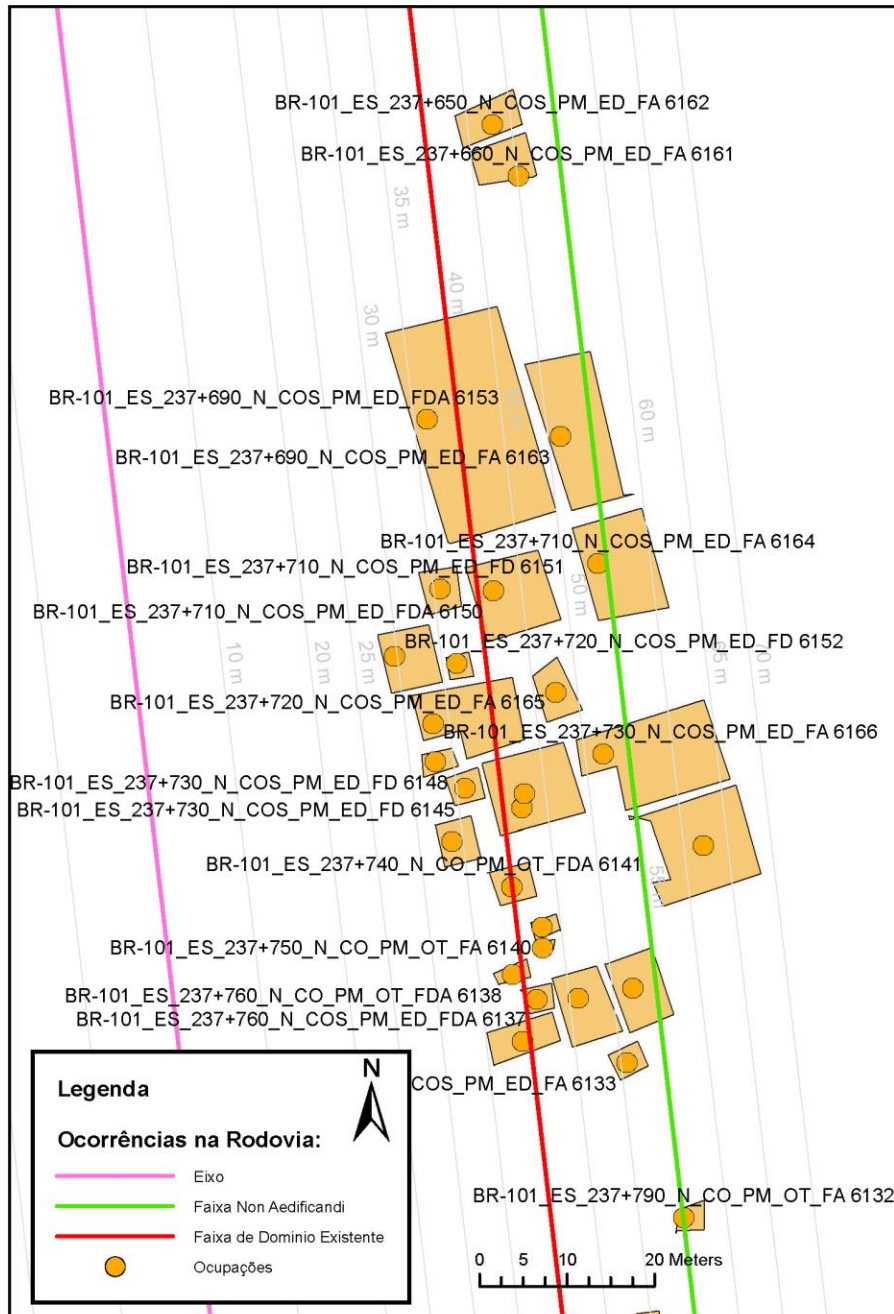 BR-101_ES_237+650_N_COS_PM_ED_FA 6162
BR-101_ES_237+660_N_COS_PM_ED_FA 6161
35 m
40 m
30 m
BR-101_ES_237+690_N_COS_PM_ED_FDA 6153
60 m
BR-101_ES_237+690_N_COS_PM_ED_FA 6163
BR-101_ES_237+710_N_COS_PM_ED_FA 6164
BR-101_ES_237+710_N_COS_PM_ED_FD 6151
50 m
BR-101_ES_237+710_N_COS_PM_ED_FDA 6150
BR-101_ES_237+720_N_COS_PM_ED_FD 6152
10 m
20 m
25 m
65 m
70 m
BR-101_ES_237+720_N_COS_PM_ED_FA 6165
BR-101_ES_237+730_N_COS_PM_ED_FA 6166
BR-101_ES_237+730_N_COS_PM_ED_FD 6148
BR-101_ES_237+730_N_COS_PM_ED_FD 6145
BR-101_ES_237+740_N_CO_PM_OT_FDA 6141
55 m
BR-101_ES_237+750_N_CO_PM_OT_FA 6140
BR-101_ES_237+760_N_CO_PM_OT_FDA 6138
BR-101_ES_237+760_N_COS_PM_ED_FDA 6137
COS_PM_ED_FA 6133
BR-101_ES_237+790_N_CO_PM_OT_FA 6132
N
Legenda
Ocorrências na Rodovia:
Eixo
Faixa Non Aedificandi
Faixa de Dominio Existente
Ocupações
0 5 10 20 Meters